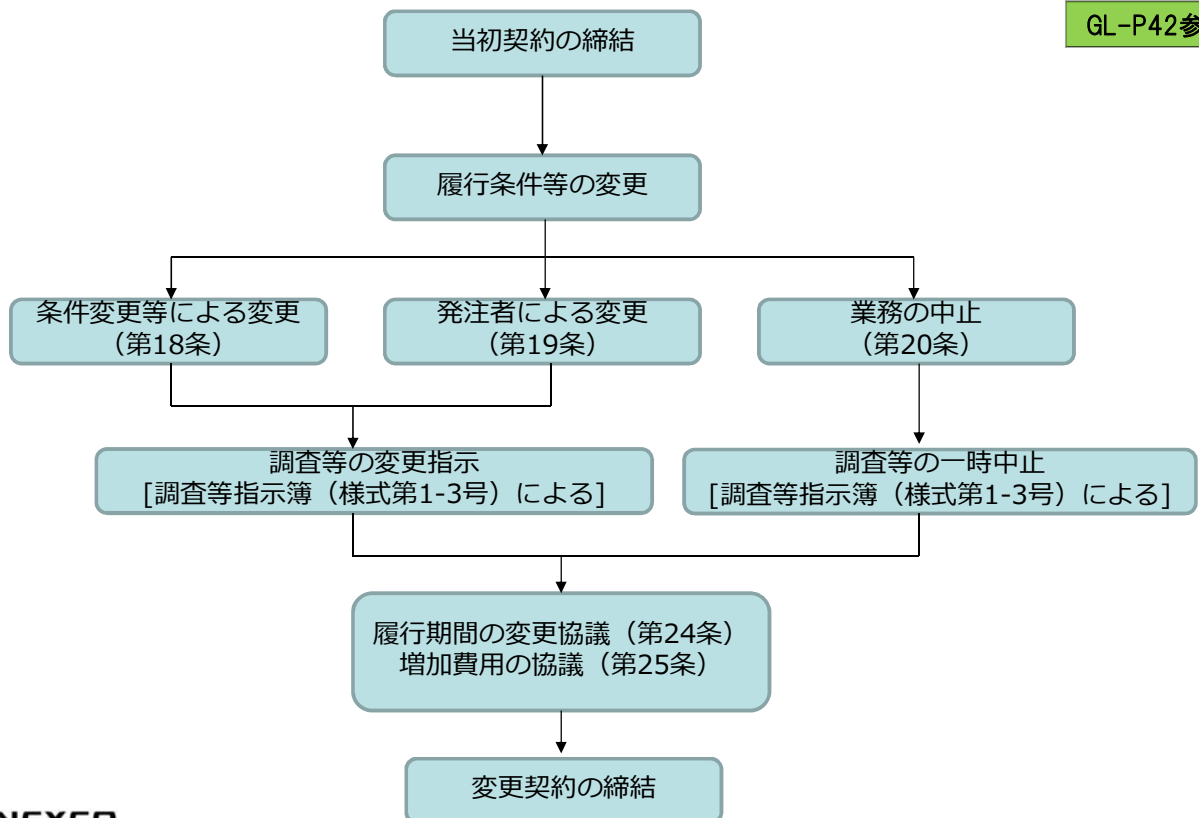 GL-P42参
当初契約の締結
履行条件等の変更
条件変更等による変更
（第18条）
発注者による変更
（第19条）
業務の中止
（第20条）
調査等の変更指示
[調査等指示簿（様式第1-3号）による]
調査等の一時中止
[調査等指示簿（様式第1-3号）による]
履行期間の変更協議（第24条）
増加費用の協議（第25条）
変更契約の締結